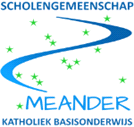 SCHOLENGEMEENSCHAP
MEANDER
KATHOLIEK BASISONDERWIJS